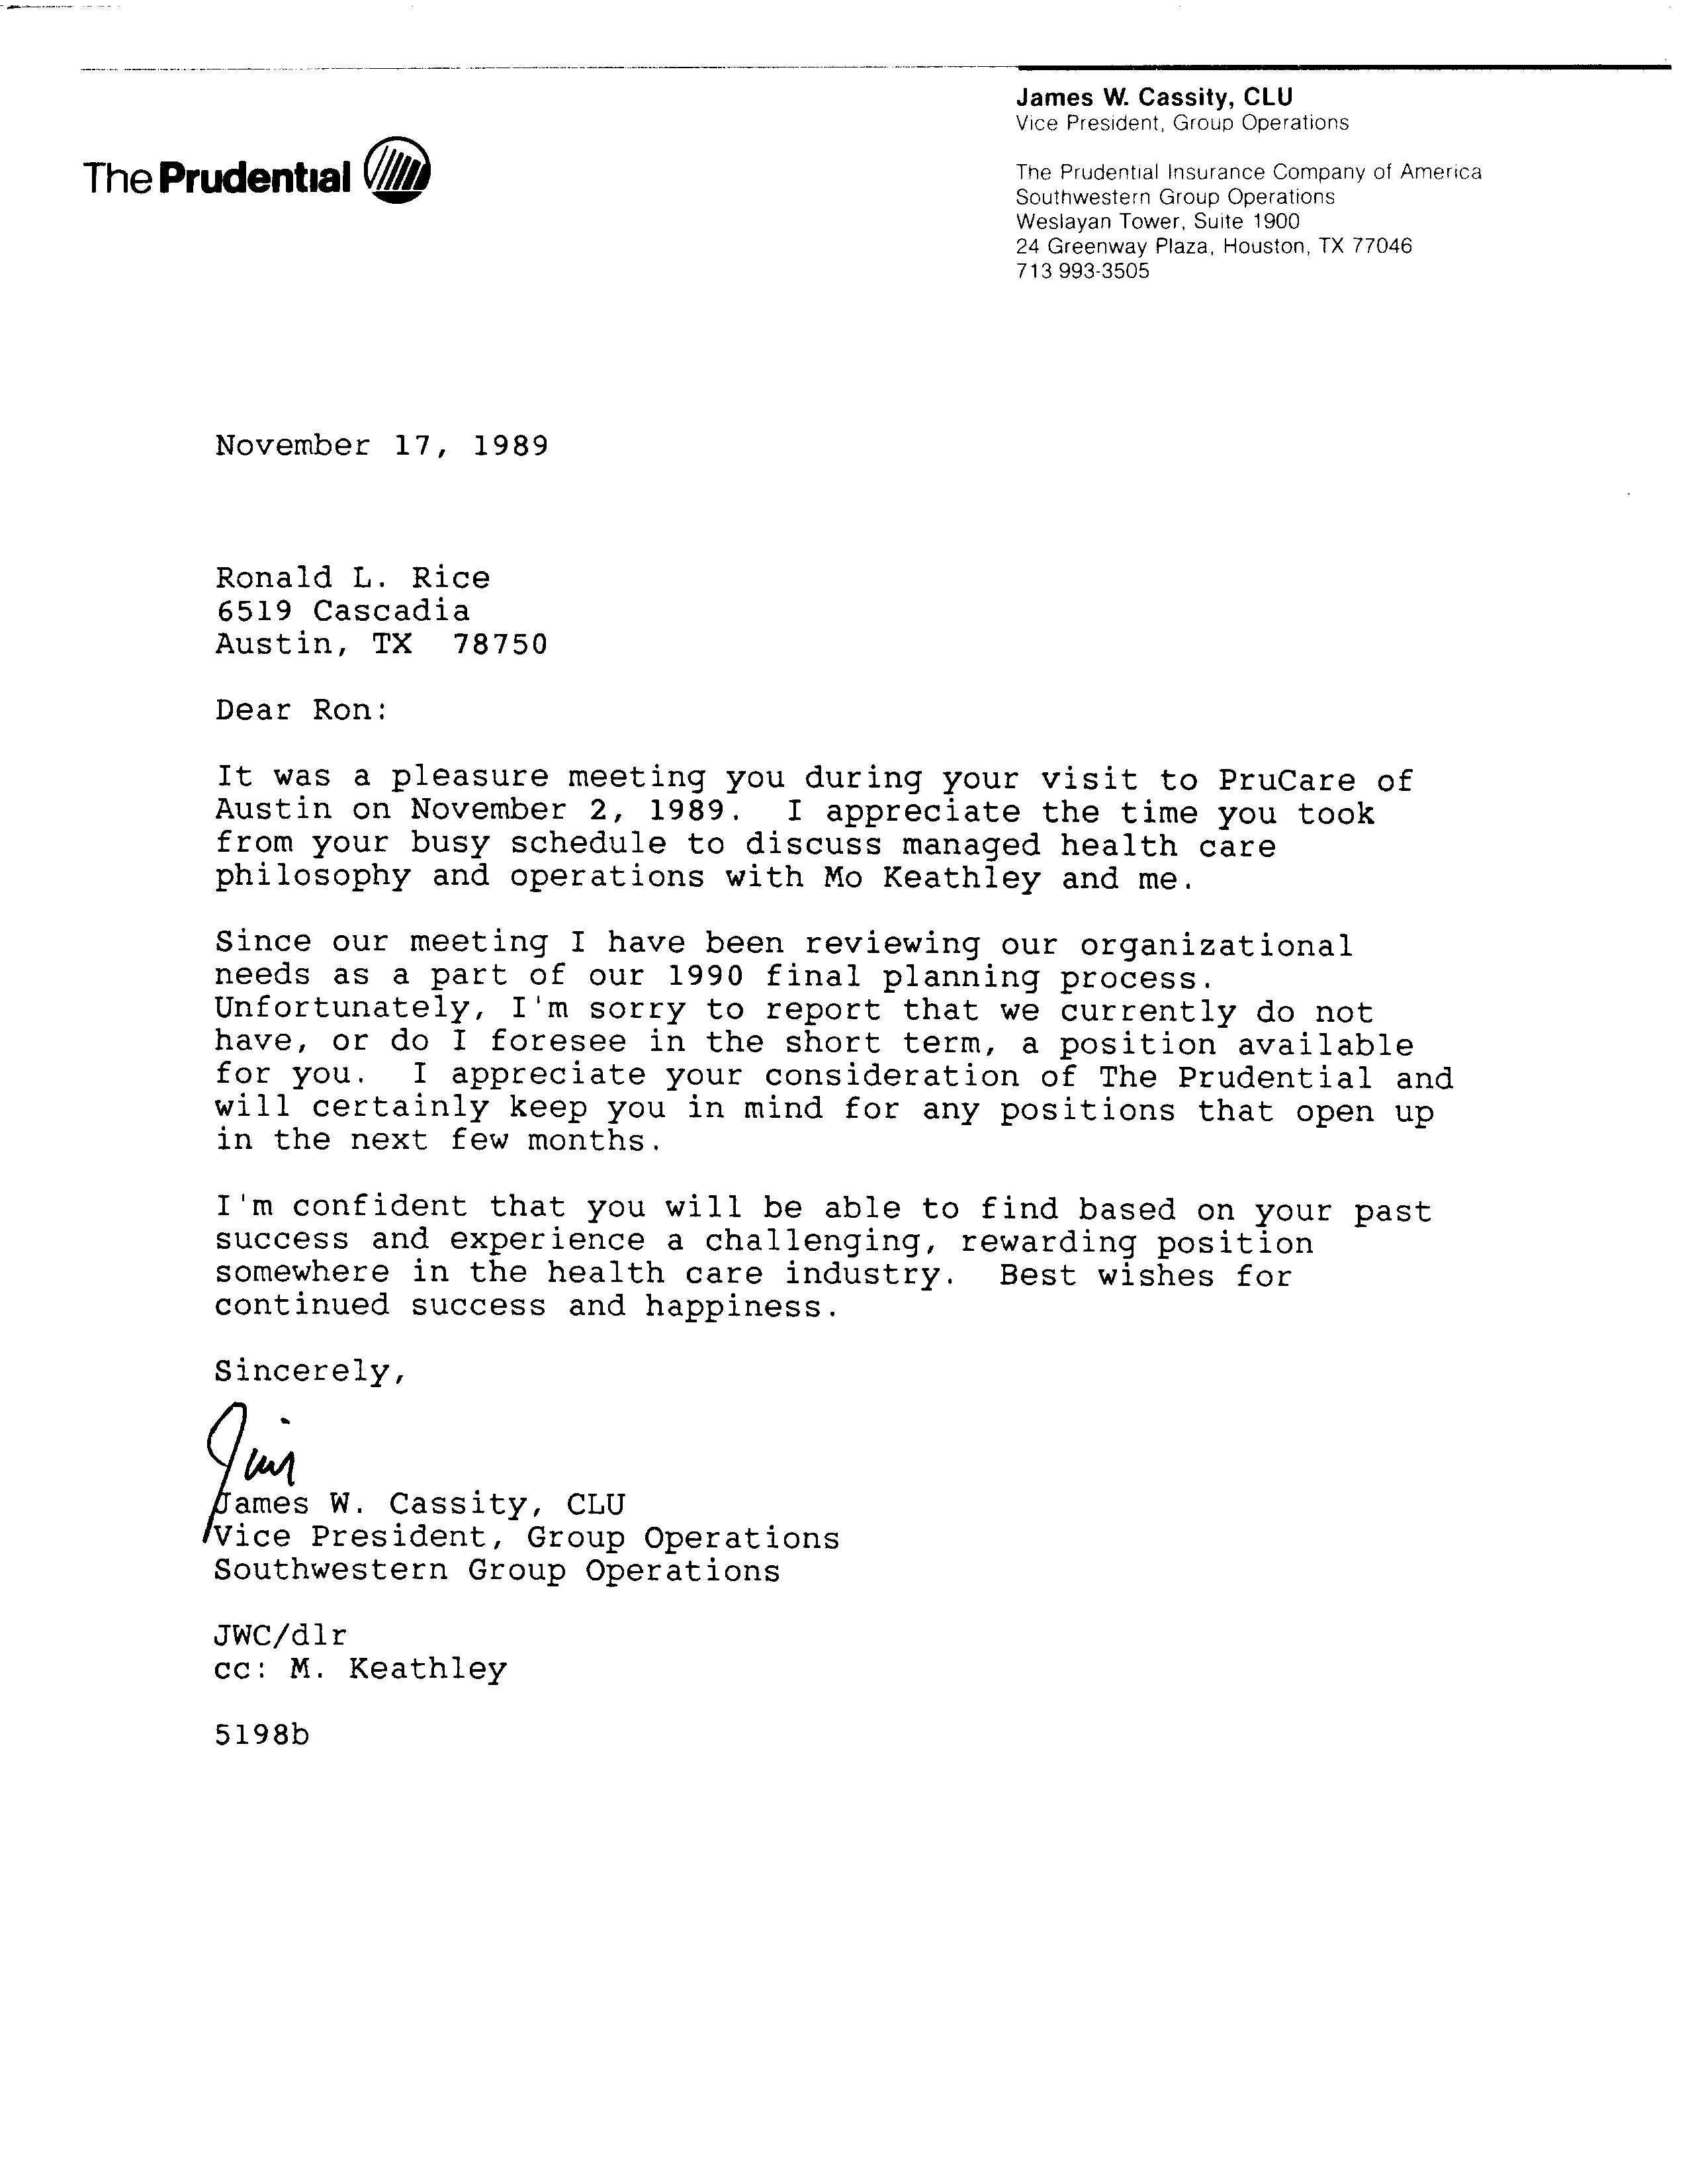 James W. Cassity, CLU
Vice President, Group Operations
The Prudential
The Prudential Insurance Company of America
Southwestern Group Operations
Weslayan Tower, Suite 1900
24 Greenway Plaza, Houston, TX 77046
713 993-3505
November 17, 1989
Ronald L. Rice
6519 Cascadia
Austin, TX  78750
Dear Ron:
It was a pleasure meeting you during your visit to PruCare of
Austin on November 2, 1989.  I appreciate the time you took
from your busy schedule to discuss managed health care
philosophy and operations with Mo Keathley and me.
Since our meeting I have been reviewing our organizational
needs as a part of our 1990 final planning process.
Unfortunately, I'm sorry to report that we currently do not
have, or do I foresee in the short term, a position available
for you.  I appreciate your consideration of The Prudential and
will certainly keep you in mind for any positions that open up
in the next few months.
I'm confident that you will be able to find based on your past
success and experience a challenging, rewarding position
somewhere in the health care industry.  Best wishes for
continued success and happiness.
Sincerely,
Jim
James W. Cassity, CLU
Vice President, Group Operations
Southwestern Group Operations
JWC/dlr
cc: M. Keathley
5198b